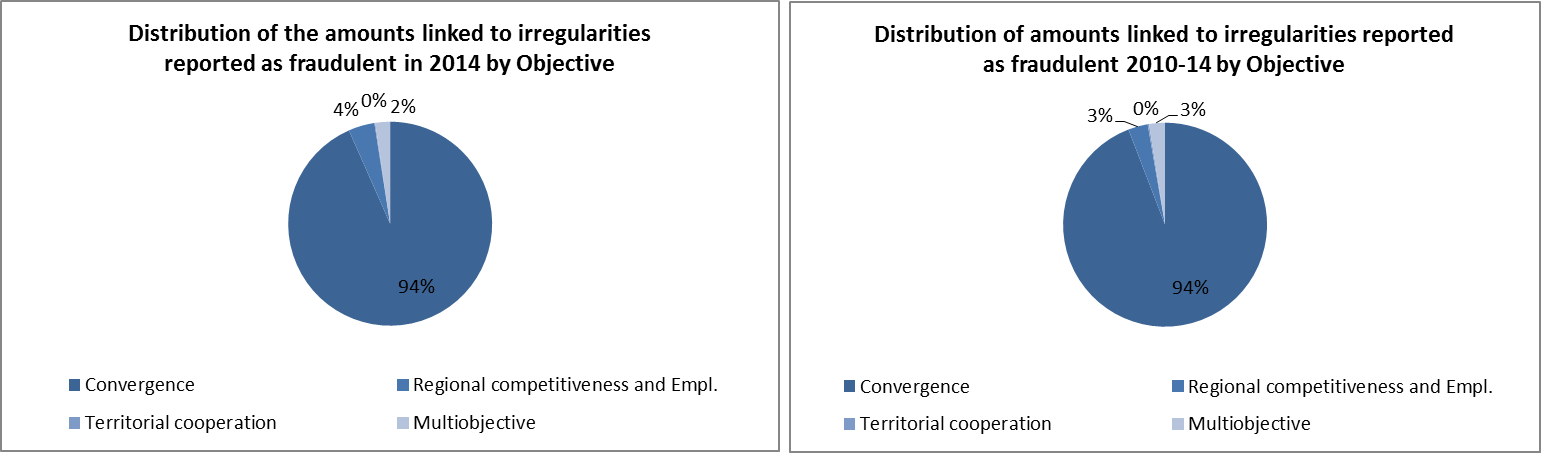 Distribution of the amounts linked to irregularities
reported as fraudulent in 2014 by Objective
4%
0%
2%
94%
Convergence
Regional competitiveness and Empl.
Territorial cooperation
Multiobjective
Distribution of amounts linked to irregularities reported
as fraudulent 2010-14 by Objective
3%
0%
3%
94%
Convergence
Regional competitiveness and Empl.
Territorial cooperation
Multiobjective